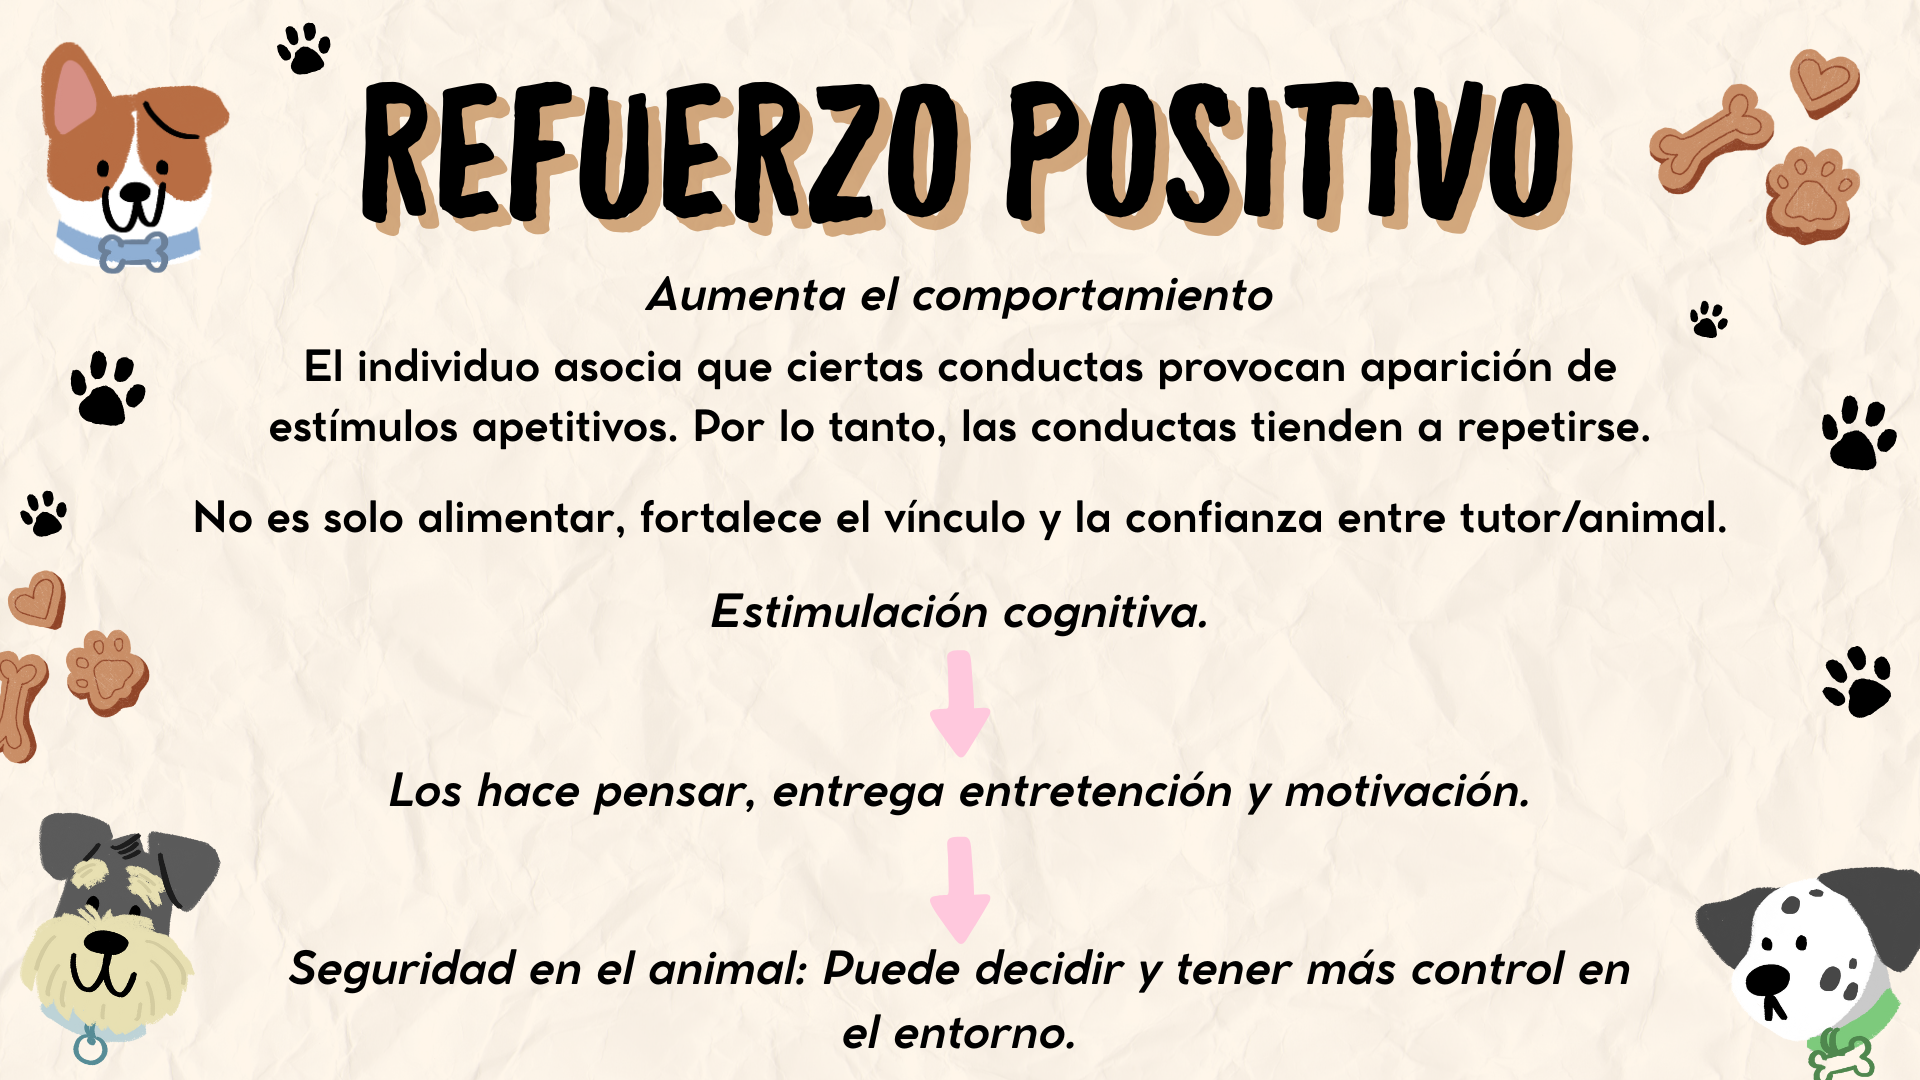 REFUERZO POSITIVO
Aumenta el comportamiento
El individuo asocia que ciertas conductas provocan aparición de
estímulos apetitivos. Por lo tanto, las conductas tienden a repetirse.
No es solo alimentar, fortalece el vínculo y la confianza entre tutor/animal.
Estimulación cognitiva.
Los hace pensar, entrega entretención y motivación.
Seguridad en el animal: Puede decidir y tener más control en
el entorno.